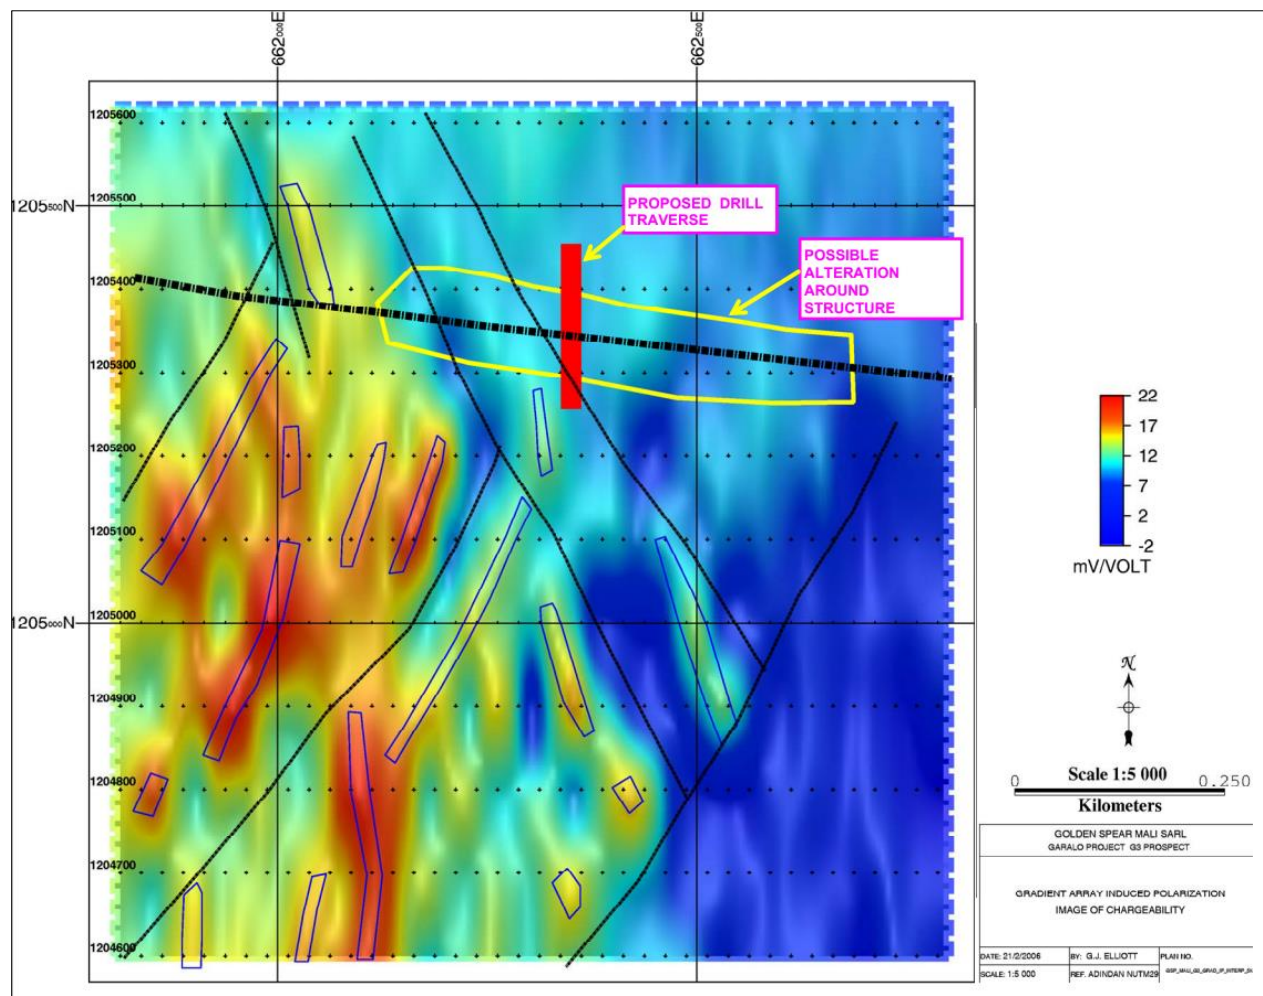 662000E
662500E
1205600
1205500
1205500N
PROPOSED DRILL
TRAVERSE
POSSIBLE
ALTERATION
AROUND
STRUCTURE
1205400
1205300
1205200
1205100
1205000
1205000N
1204900
1204800
1204700
1204600
22
17
12
7
2
-2
mV/VOLT
N
Scale 1:5 000
0 0.250
Kilometers
GOLDEN SPEAR MALI SARL
GARALO PROJECT G3 PROSPECT
GRADIENT ARRAY INDUCED POLARIZATION
IMAGE OF CHARGEABILITY
DATE: 21/2/2006 BY: G.J. ELLIOTT PLAN NO.
SCALE: 1:5 000 REF. ADINDAN NUTM29